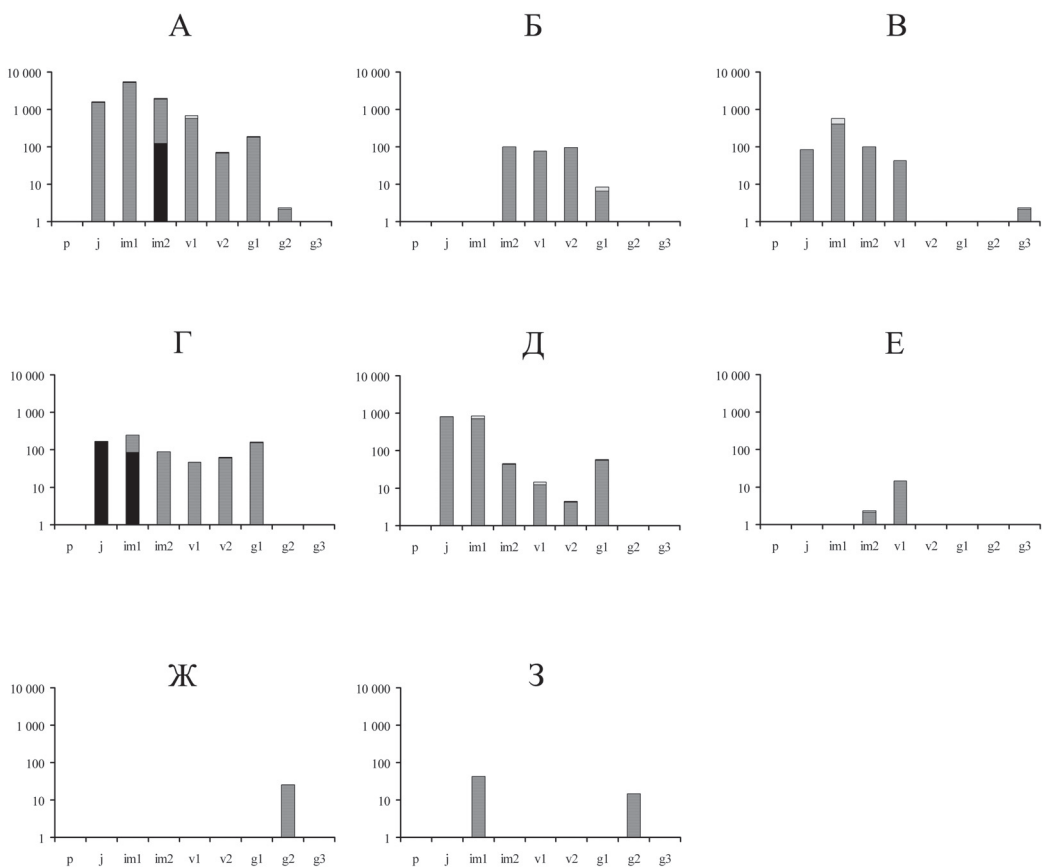 А Б В
10 000 10 000 10 000
1 000 1 000 1 000
100 100 100
10 10 10
1 1 1
p j im1 im2 v1 v2 g1 g2 g3 p j im1 im2 v1 v2 g1 g2 g3 p j im1 im2 v1 v2 g1 g2 g3
Г Д Е
10 000 10 000 10 000
1 000 1 000 1 000
100 100 100
10 10 10
1 1 1
p j im1 im2 v1 v2 g1 g2 g3 p j im1 im2 v1 v2 g1 g2 g3 p j im1 im2 v1 v2 g1 g2 g3
Ж З
10 000 10 000
1 000 1 000
100 100
10 10
1 1
p j im1 im2 v1 v2 g1 g2 g3 p j im1 im2 v1 v2 g1 g2 g3